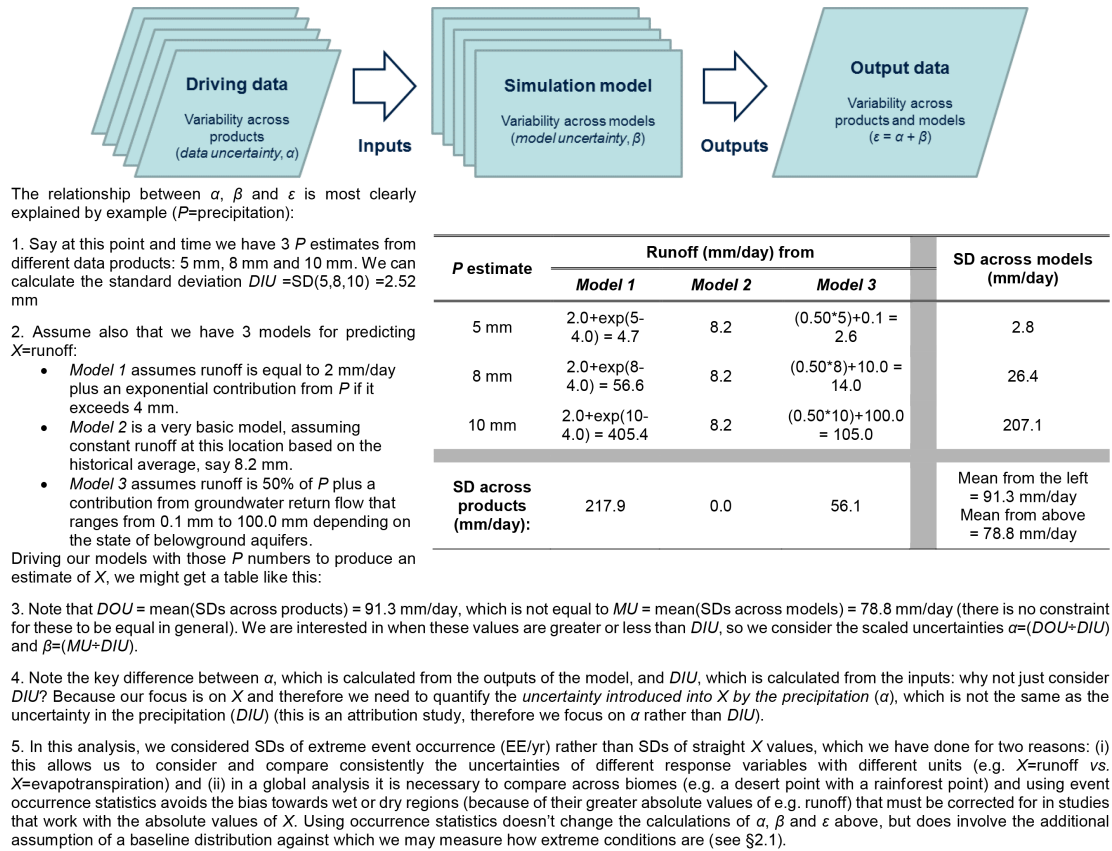 Driving data
Variability across
products
(data uncertainty, α)
Inputs
Simulation model
Variability across models
(model uncertainty, β)
Outputs
Output data
Variability across
products and models
(ε = α + β)
The relationship between α, β and ε is most clearly
explained by example (P=precipitation):
1. Say at this point and time we have 3 P estimates from
different data products: 5 mm, 8 mm and 10 mm. We can
calculate the standard deviation DIU =SD(5,8,10) =2.52
mm
2. Assume also that we have 3 models for predicting
X=runoff:
• Model 1 assumes runoff is equal to 2 mm/day
plus an exponential contribution from P if it
exceeds 4 mm.
• Model 2 is a very basic model, assuming
constant runoff at this location based on the
historical average, say 8.2 mm.
• Model 3 assumes runoff is 50% of P plus a
contribution from groundwater return flow that
ranges from 0.1 mm to 100.0 mm depending on
the state of belowground aquifers.
Driving our models with those P numbers to produce an
estimate of X, we might get a table like this:
P estimate
Runoff (mm/day) from
SD across models
(mm/day)
Model 1 Model 2 Model 3
5 mm
2.0+exp(5-
4.0) = 4.7
8.2
(0.50*5)+0.1 =
2.6
2.8
8 mm
2.0+exp(8-
4.0) = 56.6
8.2
(0.50*8)+10.0 =
14.0
26.4
10 mm
2.0+exp(10-
4.0) = 405.4
8.2
(0.50*10)+100.0
= 105.0
207.1
SD across
products
(mm/day):
217.9
0.0
56.1
Mean from the left
= 91.3 mm/day
Mean from above
= 78.8 mm/day
3. Note that DOU = mean(SDs across products) = 91.3 mm/day, which is not equal to MU = mean(SDs across models) = 78.8 mm/day (there is no constraint
for these to be equal in general). We are interested in when these values are greater or less than DIU, so we consider the scaled uncertainties α=(DOU÷DIU)
and β=(MU÷DIU).
4. Note the key difference between α, which is calculated from the outputs of the model, and DIU, which is calculated from the inputs: why not just consider
DIU? Because our focus is on X and therefore we need to quantify the uncertainty introduced into X by the precipitation (α), which is not the same as the
uncertainty in the precipitation (DIU) (this is an attribution study, therefore we focus on α rather than DIU).
5. In this analysis, we considered SDs of extreme event occurrence (EE/yr) rather than SDs of straight X values, which we have done for two reasons: (i)
this allows us to consider and compare consistently the uncertainties of different response variables with different units (e.g. X=runoff vs.
X=evapotranspiration) and (ii) in a global analysis it is necessary to compare across biomes (e.g. a desert point with a rainforest point) and using event
occurrence statistics avoids the bias towards wet or dry regions (because of their greater absolute values of e.g. runoff) that must be corrected for in studies
that work with the absolute values of X. Using occurrence statistics doesn't change the calculations of α, β and ε above, but does involve the additional
assumption of a baseline distribution against which we may measure how extreme conditions are (see §2.1).